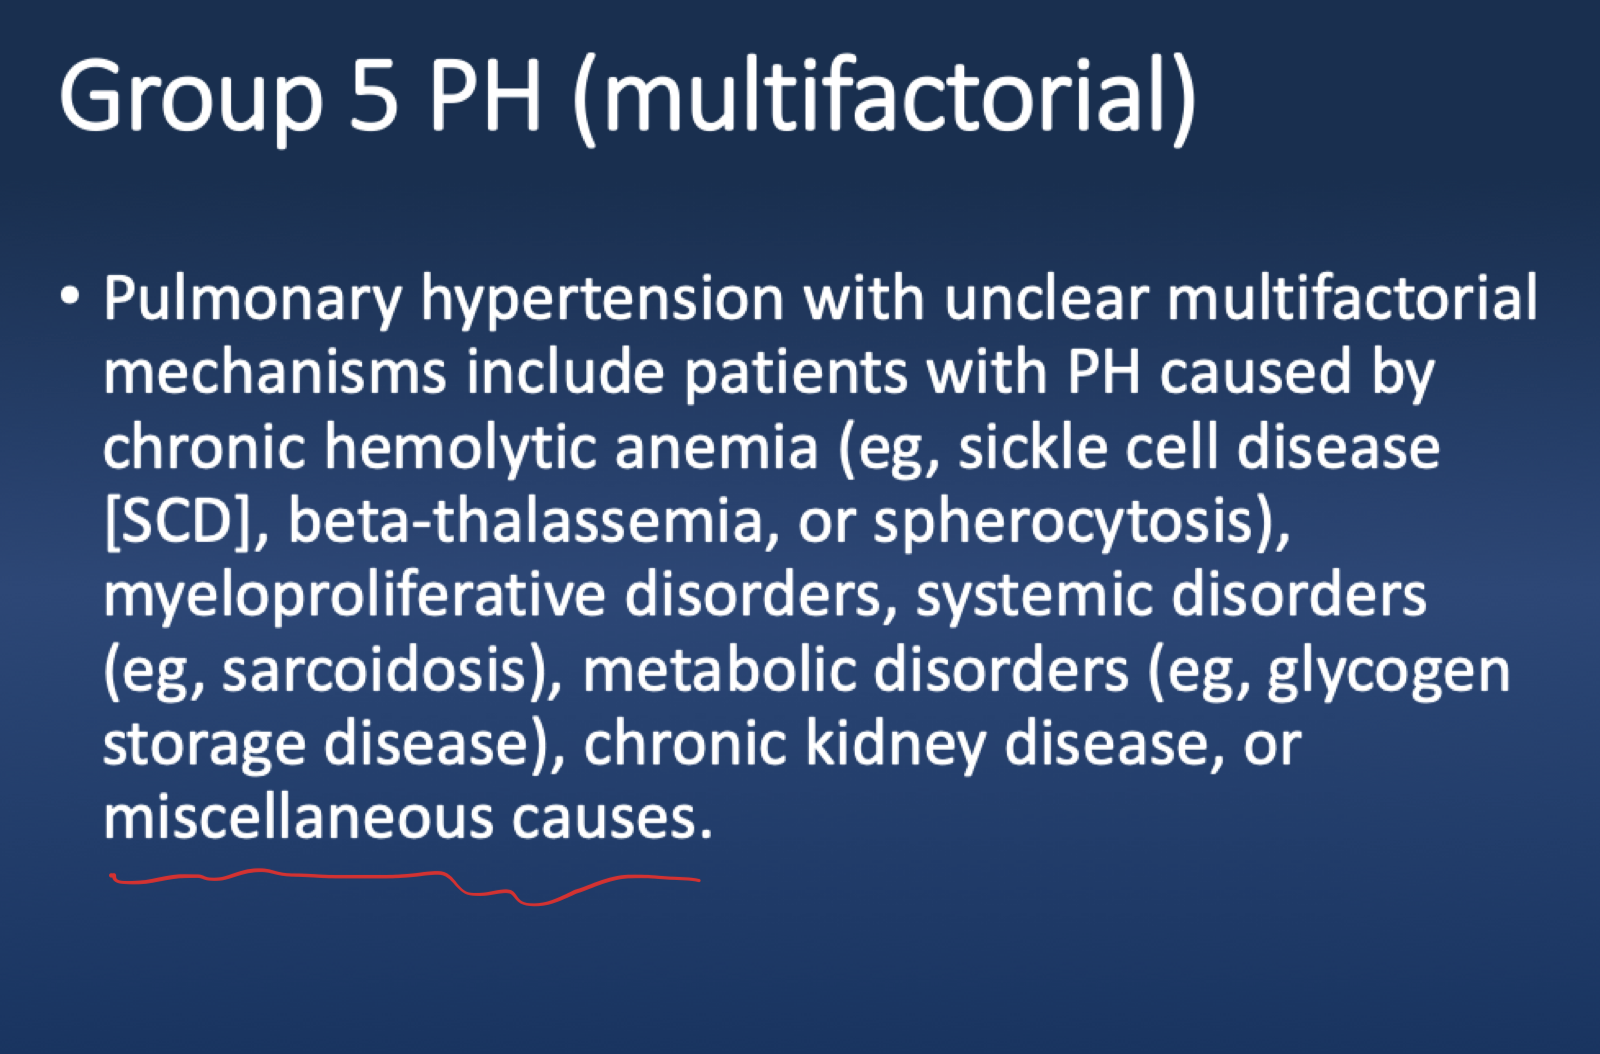 Group 5 PH (multifactorial)
• Pulmonary hypertension with unclear multifactorial
mechanisms include patients with PH caused by
chronic hemolytic anemia (eg, sickle cell disease
[SCD], beta-thalassemia, or spherocytosis),
myeloproliferative disorders, systemic disorders
(eg, sarcoidosis), metabolic disorders (eg, glycogen
storage disease), chronic kidney disease, or
miscellaneous causes.